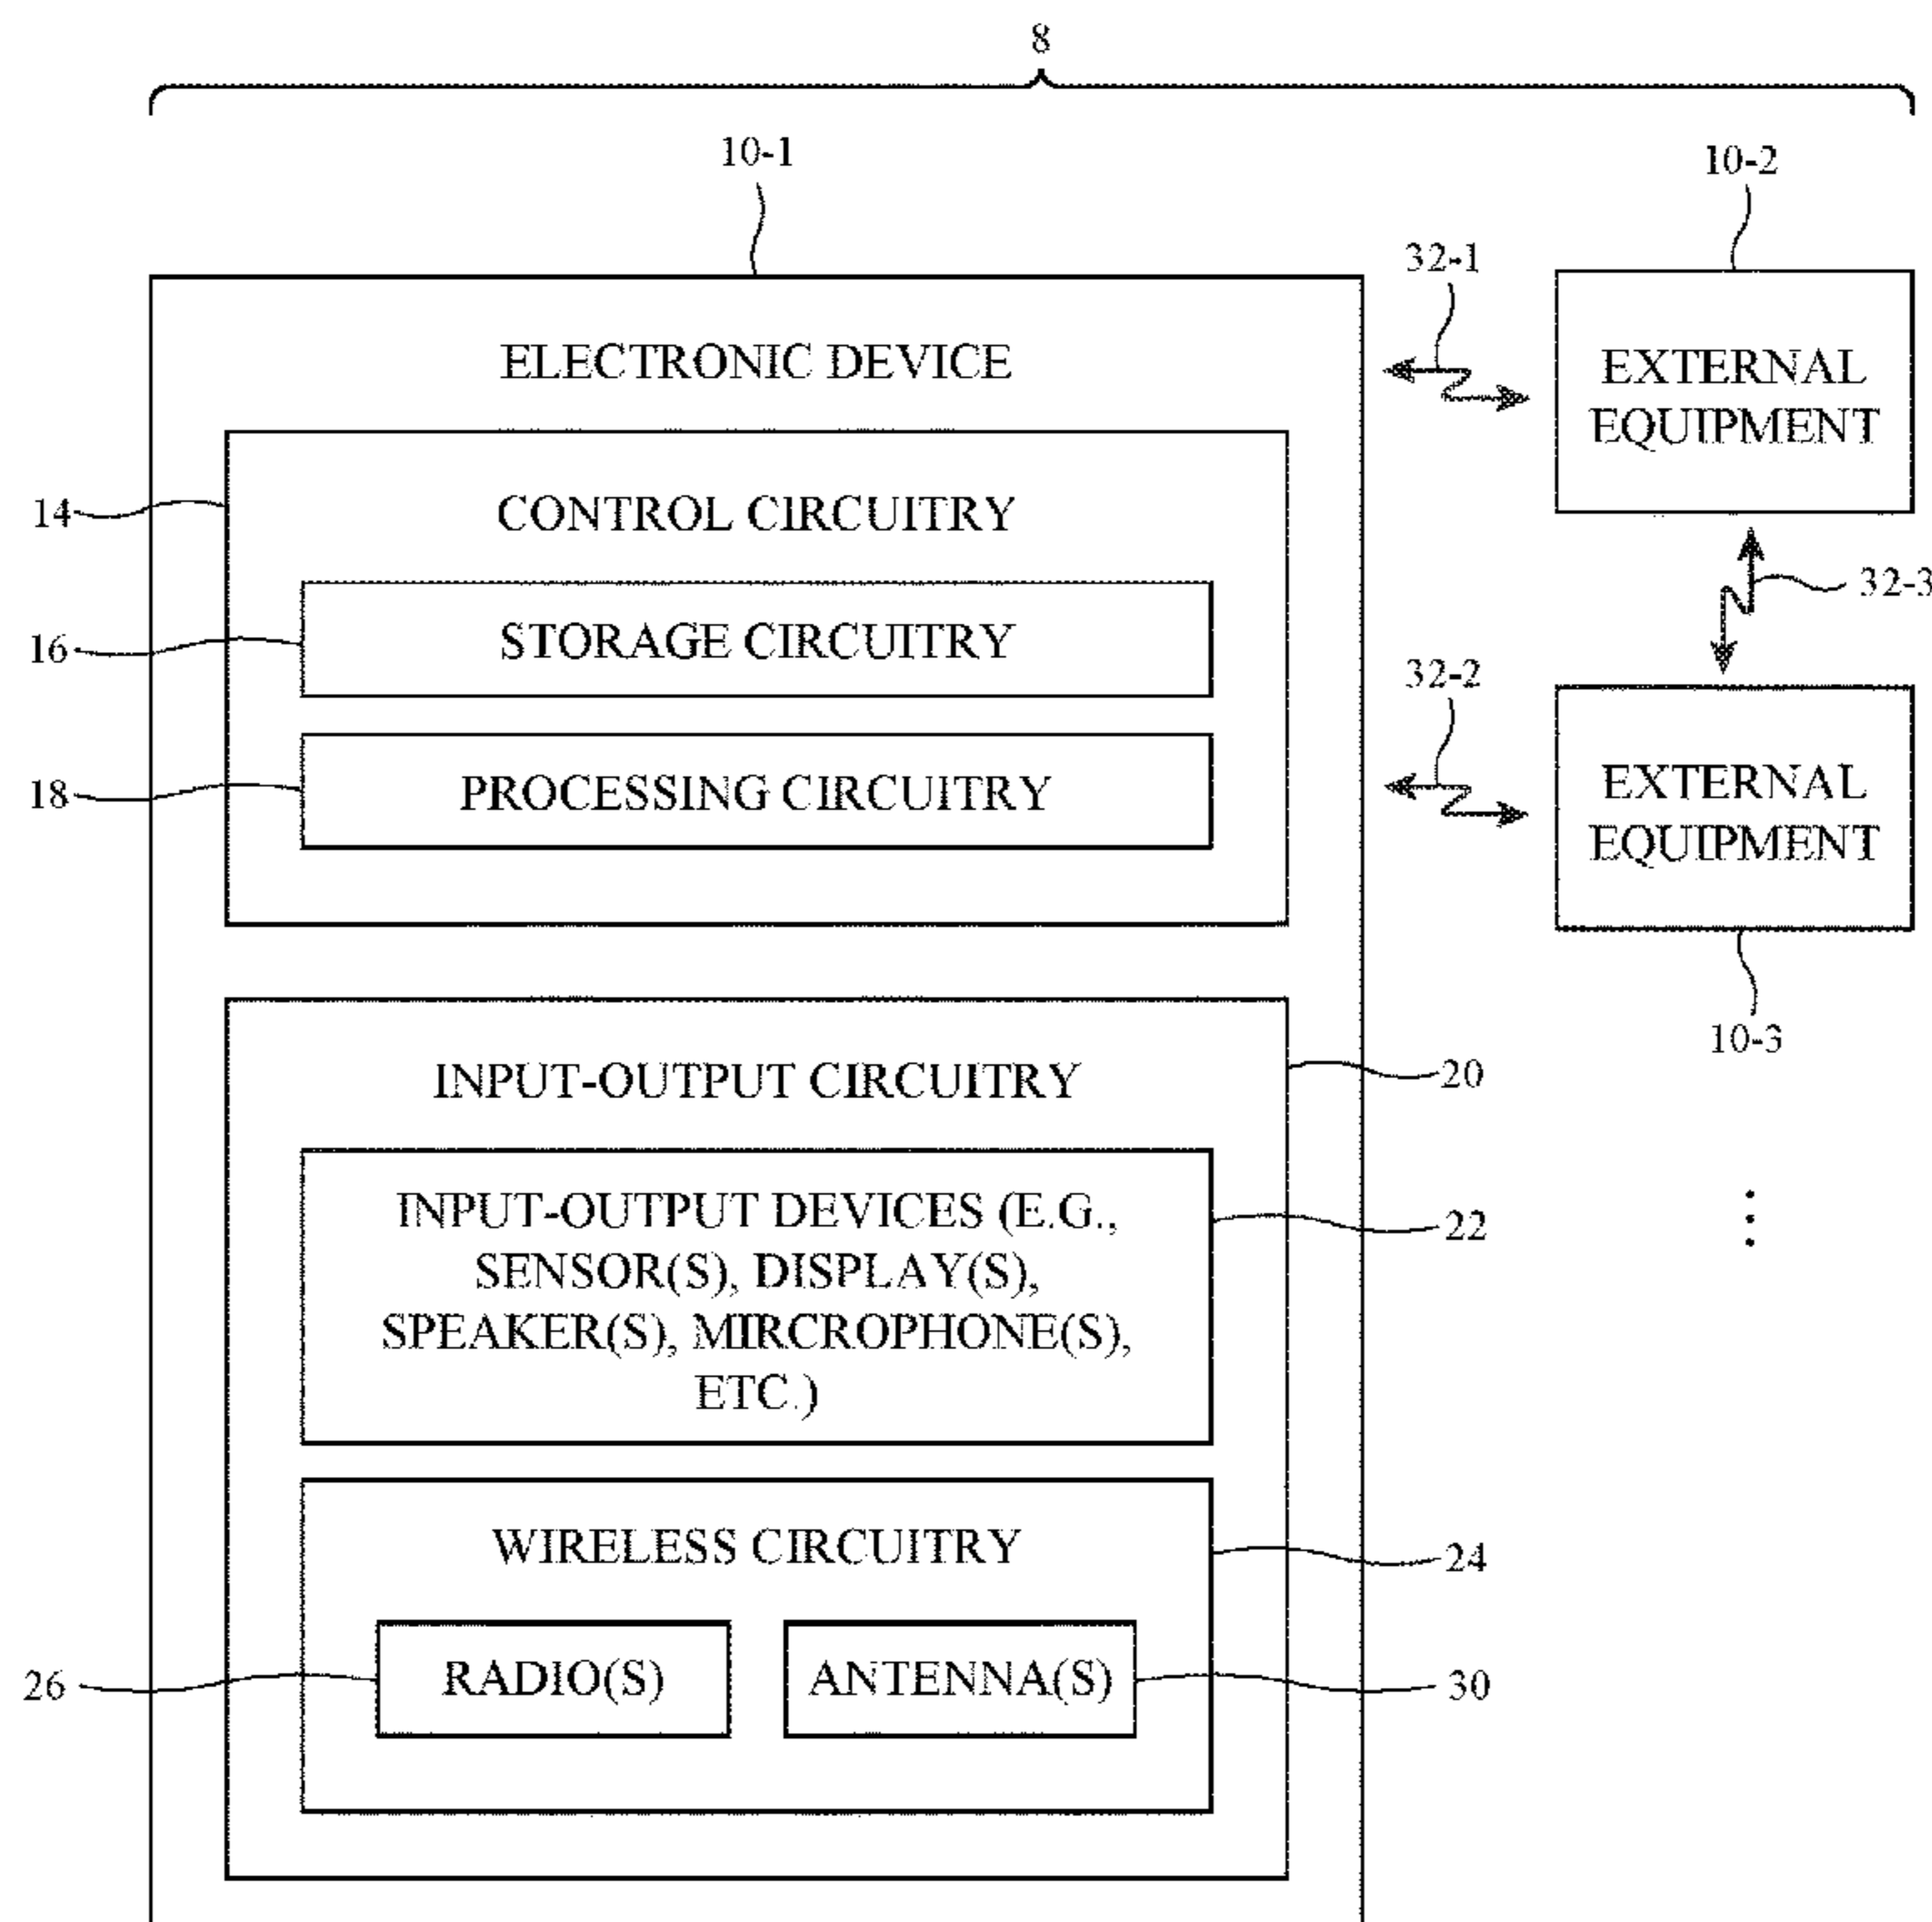 8
10-1
10-2
32-1
ELECTRONIC DEVICE
EXTERNAL
EQUIPMENT
14
CONTROL CIRCUITRY
32-3
16
STORAGE CIRCUITRY
32-2
18
PROCESSING CIRCUITRY
EXTERNAL
EQUIPMENT
10-3
INPUT-OUTPUT CIRCUITRY
20
INPUT-OUTPUT DEVICES (E.G.,
SENSOR(S), DISPLAY(S),
SPEAKER(S), MIRCROPHONE(S),
ETC.)
22
WIRELESS CIRCUITRY
24
26
RADIO(S)
ANTENNA(S)
30